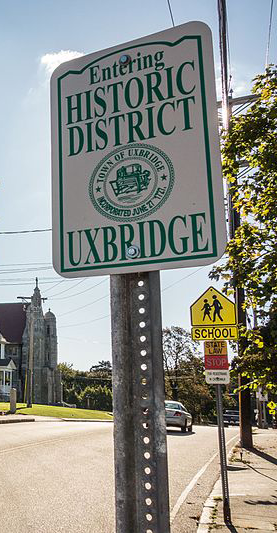 Entering
HISTORIC
DISTRICT
TOWN OF UXBRIDGE,
INCORPORATED JUNE 27, 1727.
UXBRIDGE
SCHOOL
STATE
LAW
STOP